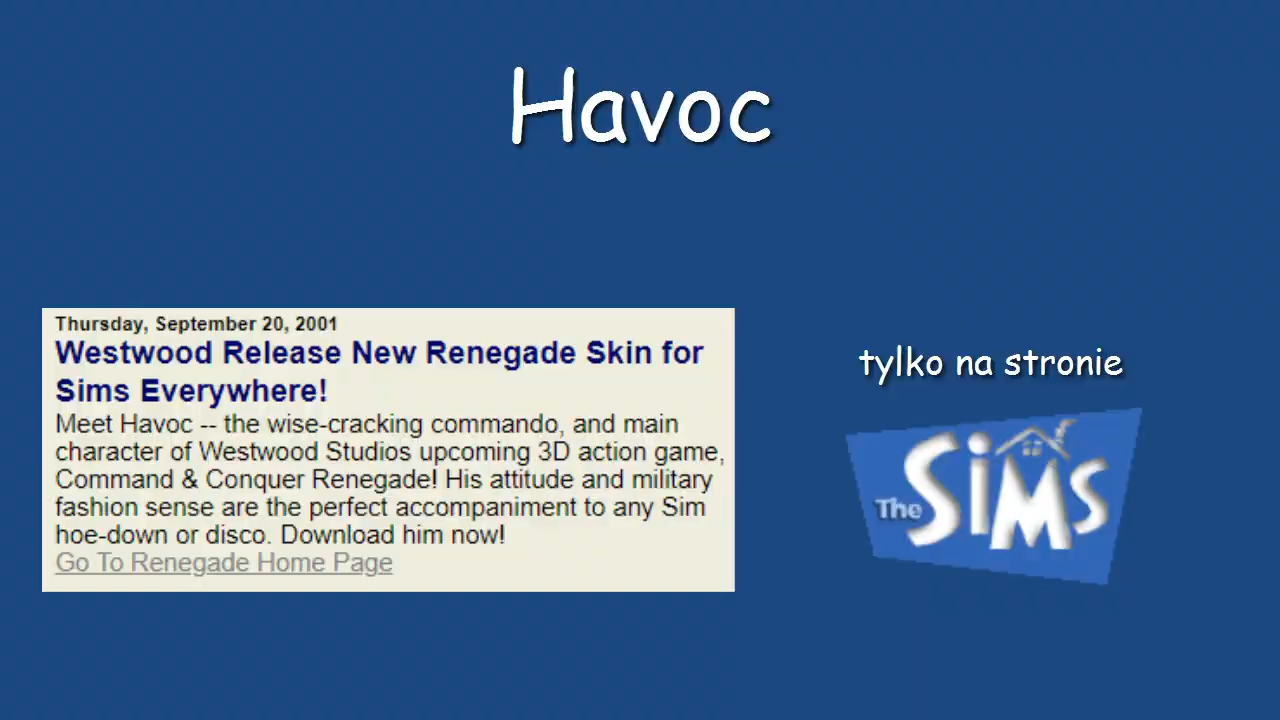 Havoc
Thursday, September 20, 2001
Westwood Release New Renegade Skin for
Sims Everywhere!
Meet Havoc -- the wise-cracking commando, and main
character of Westwood Studios upcoming 3D action game,
Command & Conquer Renegade! His attitude and military
fashion sense are the perfect accompaniment to any Sim
hoe-down or disco. Download him now!
Go To Renegade Home Page
tylko na stronie
The SiMs